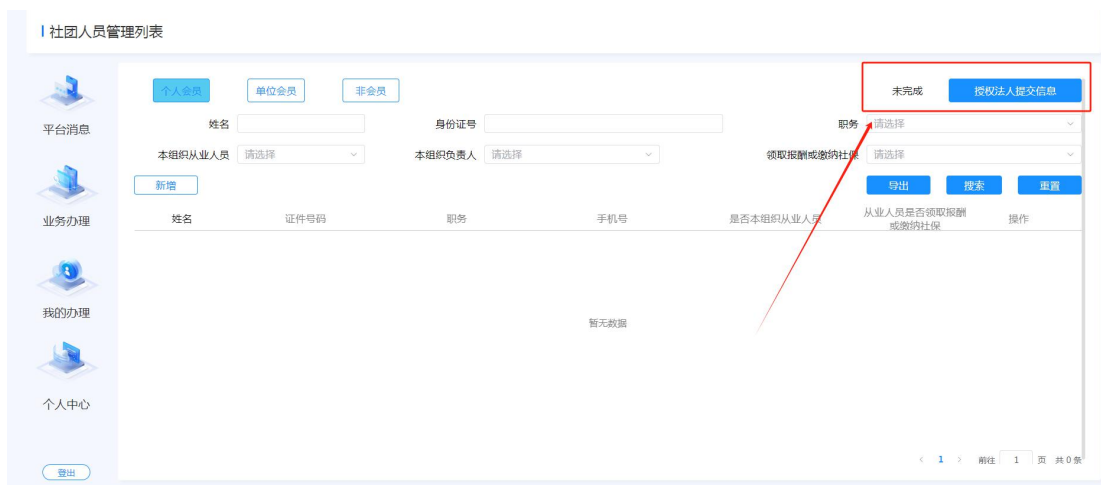 社团人员管理列表
个人会员 单位会员 非会员 未完成 授权法人提交信息
平台消息
姓名 身份证号 职务 请选择
本组织从业人员 请选择 本组织负责人 请选择 领取报酬或缴纳社保 请选择
新增 导出 搜索 重置
业务办理
姓名 证件号码 职务 手机号 是否本组织从业人员 从业人员是否领取报酬 操作
或缴纳社保
我的办理
暂无数据
个人中心
1 前往 1 页 共0条
登出